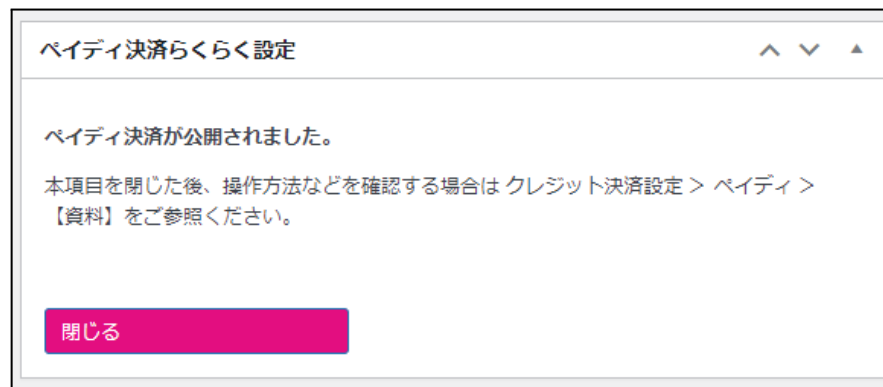 ペイディ決済らくらく設定
ペイディ決済が公開されました。
本項目を閉じた後、操作方法などを確認する場合は クレジット決済設定 > ペイディ >
【資料】をご参照ください。
閉じる